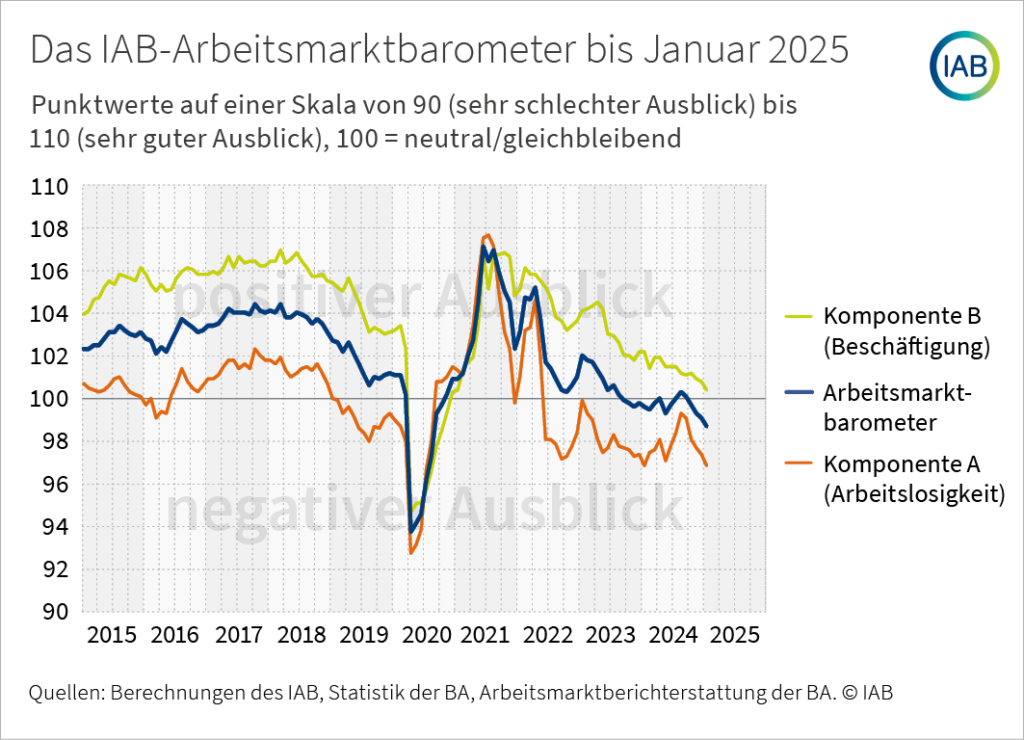 Das IAB-Arbeitsmarktbarometer bis Januar 2025
IAB
Punktwerte auf einer Skala von 90 (sehr schlechter Ausblick) bis
110 (sehr guter Ausblick), 100 = neutral/gleichbleibend
110
108
106
104
102
100
98
96
94
92
90
positiver Ausblick
negativer Ausblick
2015 2016 2017 2018 2019 2020 2021 2022 2023 2024 2025
Komponente B
(Beschäftigung)
Arbeitsmarkt-
barometer
Komponente A
(Arbeitslosigkeit)
Quellen: Berechnungen des IAB, Statistik der BA, Arbeitsmarktberichterstattung der BA. © IAB